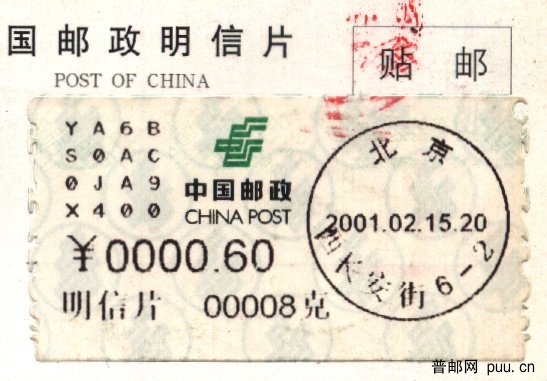 国邮政明信片
POST OF CHINA
贴 邮
YA6B
S0AC
0JA9
X400
中国邮政
CHINA POST
¥0000.60
明信片 00008克
北京
2001.02.15.20
西长安街6-2
普邮网 puu.cn